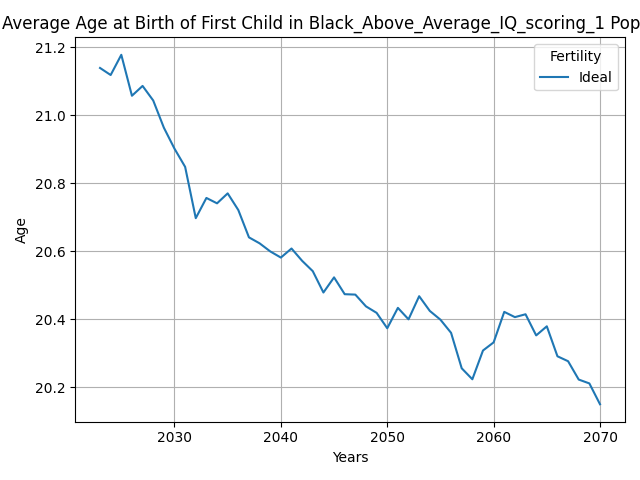 Average Age at Birth of First Child in Black_Above_Average_IQ_scoring_1 Pop
Fertility
Ideal
21.2
21.0
20.8
20.6
20.4
20.2
Age
2030 2040 2050 2060 2070
Years